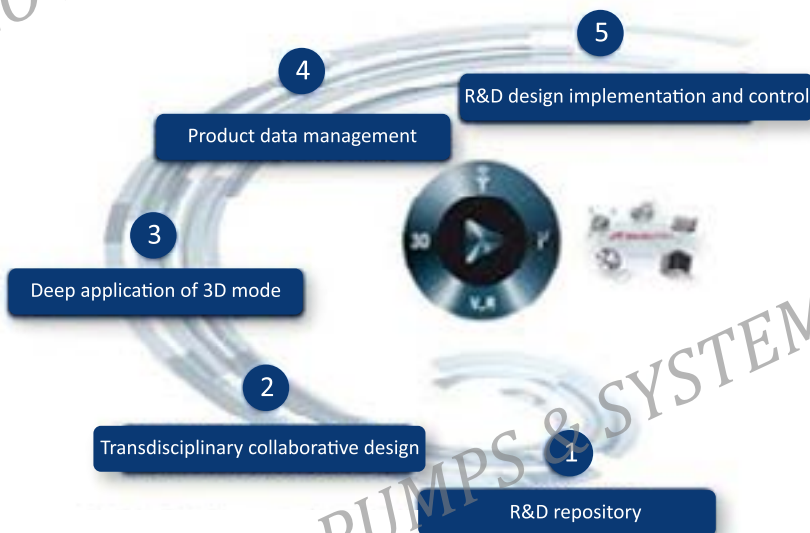 5
R&D design implementation and control
4
Product data management
3D
V,R
3
Deep application of 3D mode
2
Transdisciplinary collaborative design
1
R&D repository
PUMPS & SYSTEM